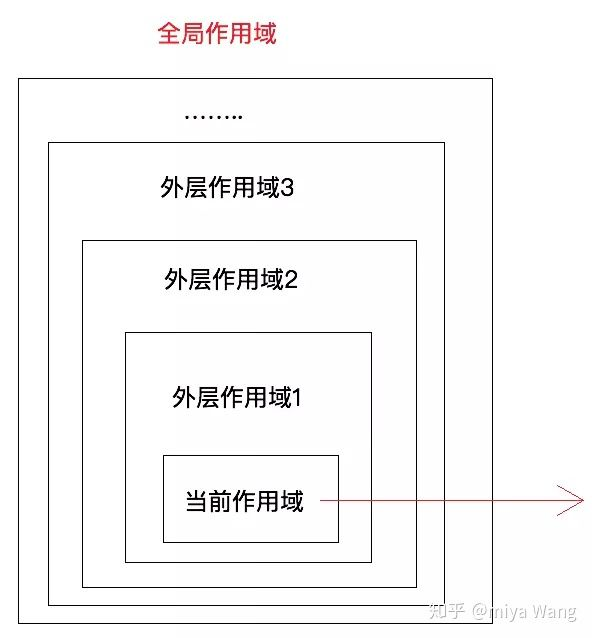 全局作用域
........
外层作用域3
外层作用域2
外层作用域1
当前作用域
知乎 @miya Wang